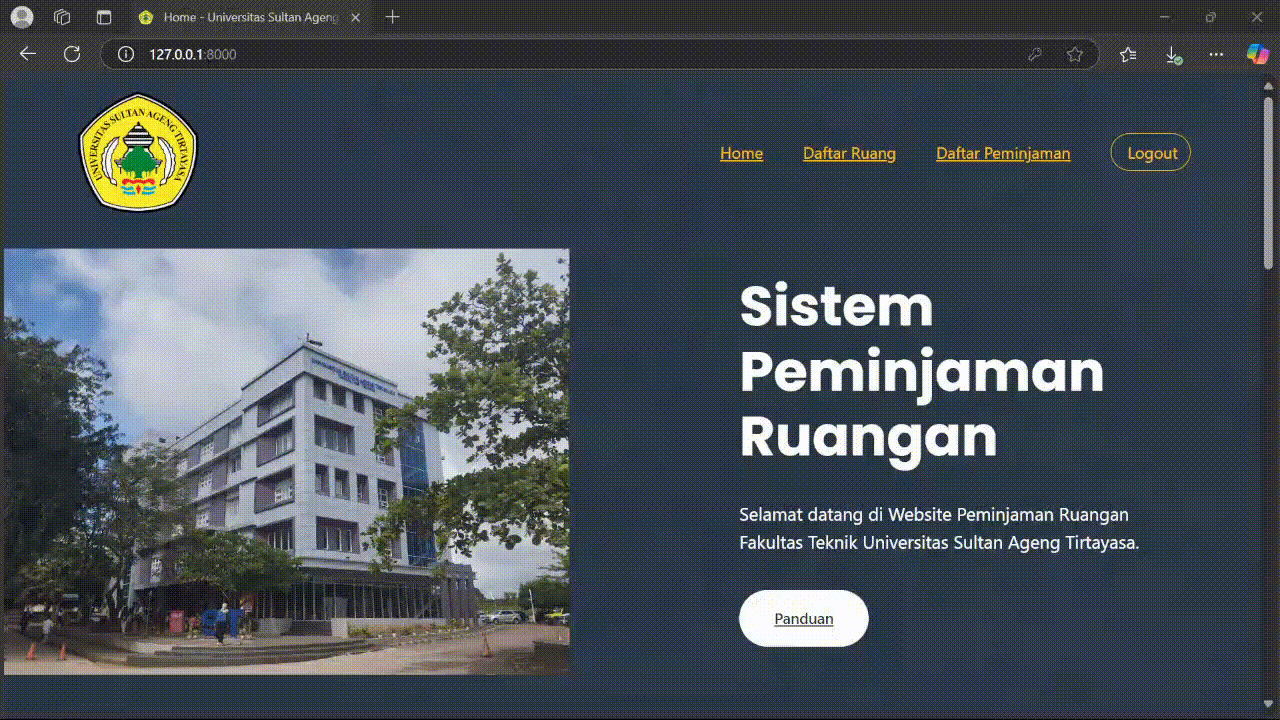 Home - Universitas Sultan Ageng
127.0.0.1:8000
UNIVERSITAS SULTAN AGENG TIRTAYASA
Home
Daftar Ruang
Daftar Peminjaman
Logout
Sistem
Peminjaman
Ruangan
Selamat datang di Website Peminjaman Ruangan
Fakultas Teknik Universitas Sultan Ageng Tirtayasa.
Panduan